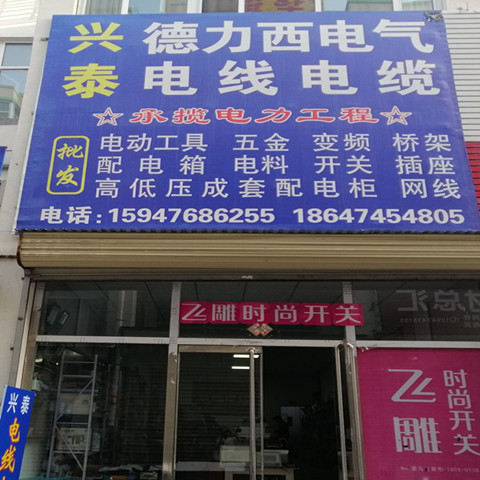 兴泰 德力西电气
电线电缆
☆承揽电力工程☆
批发
电动工具 五金 变频 桥架
配电箱 电料 开关 插座
高低压成套配电柜 网线
电话:15947686255 18647454805
飞雕时尚开关
飞雕
时尚开关
兴泰
电线